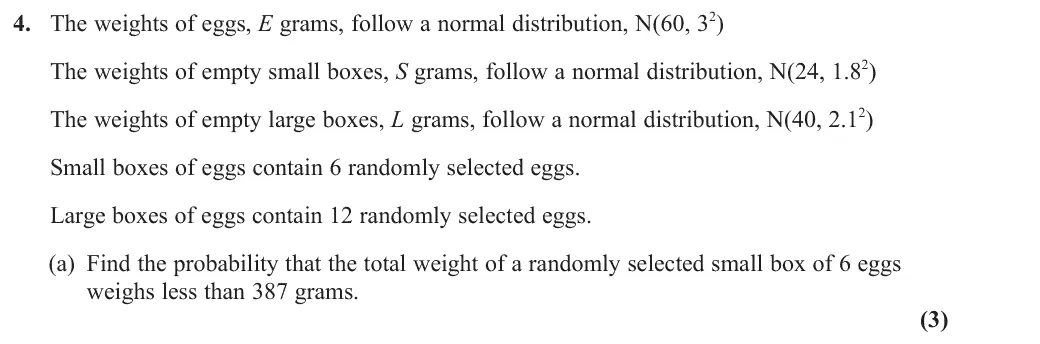 4. The weights of eggs, E grams, follow a normal distribution, N(60, 3²)
The weights of empty small boxes, S grams, follow a normal distribution, N(24, 1.8²)
The weights of empty large boxes, L grams, follow a normal distribution, N(40, 2.1²)
Small boxes of eggs contain 6 randomly selected eggs.
Large boxes of eggs contain 12 randomly selected eggs.
(a) Find the probability that the total weight of a randomly selected small box of 6 eggs
weighs less than 387 grams.
(3)